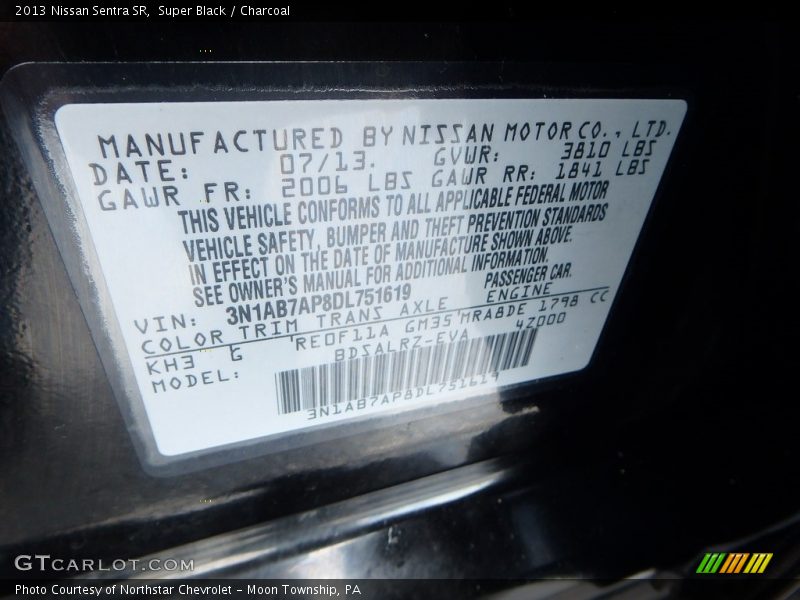 2013 Nissan Sentra SR, Super Black / Charcoal
MANUFACTURED BY NISSAN MOTOR CO., LTD.
DATE: 07/13. GVWR: 3810 LBS
GAWR FR: 2006 LBS GAWR RR: 1841 LBS
THIS VEHICLE CONFORMS TO ALL APPLICABLE FEDERAL MOTOR
VEHICLE SAFETY, BUMPER AND THEFT PREVENTION STANDARDS
IN EFFECT ON THE DATE OF MANUFACTURE SHOWN ABOVE.
SEE OWNER'S MANUAL FOR ADDITIONAL INFORMATION.
VIN: 3N1AB7AP8DL751619 PASSENGER CAR.
COLOR TRIM TRANS AXLE ENGINE
KH3 G RE0F11A GM35 MRA8DE 1798 CC
MODEL: BDSALRZ-EVA 42000
3N1AB7AP8DL751619
GTCARLOT.COM
Photo Courtesy of Northstar Chevrolet – Moon Township, PA